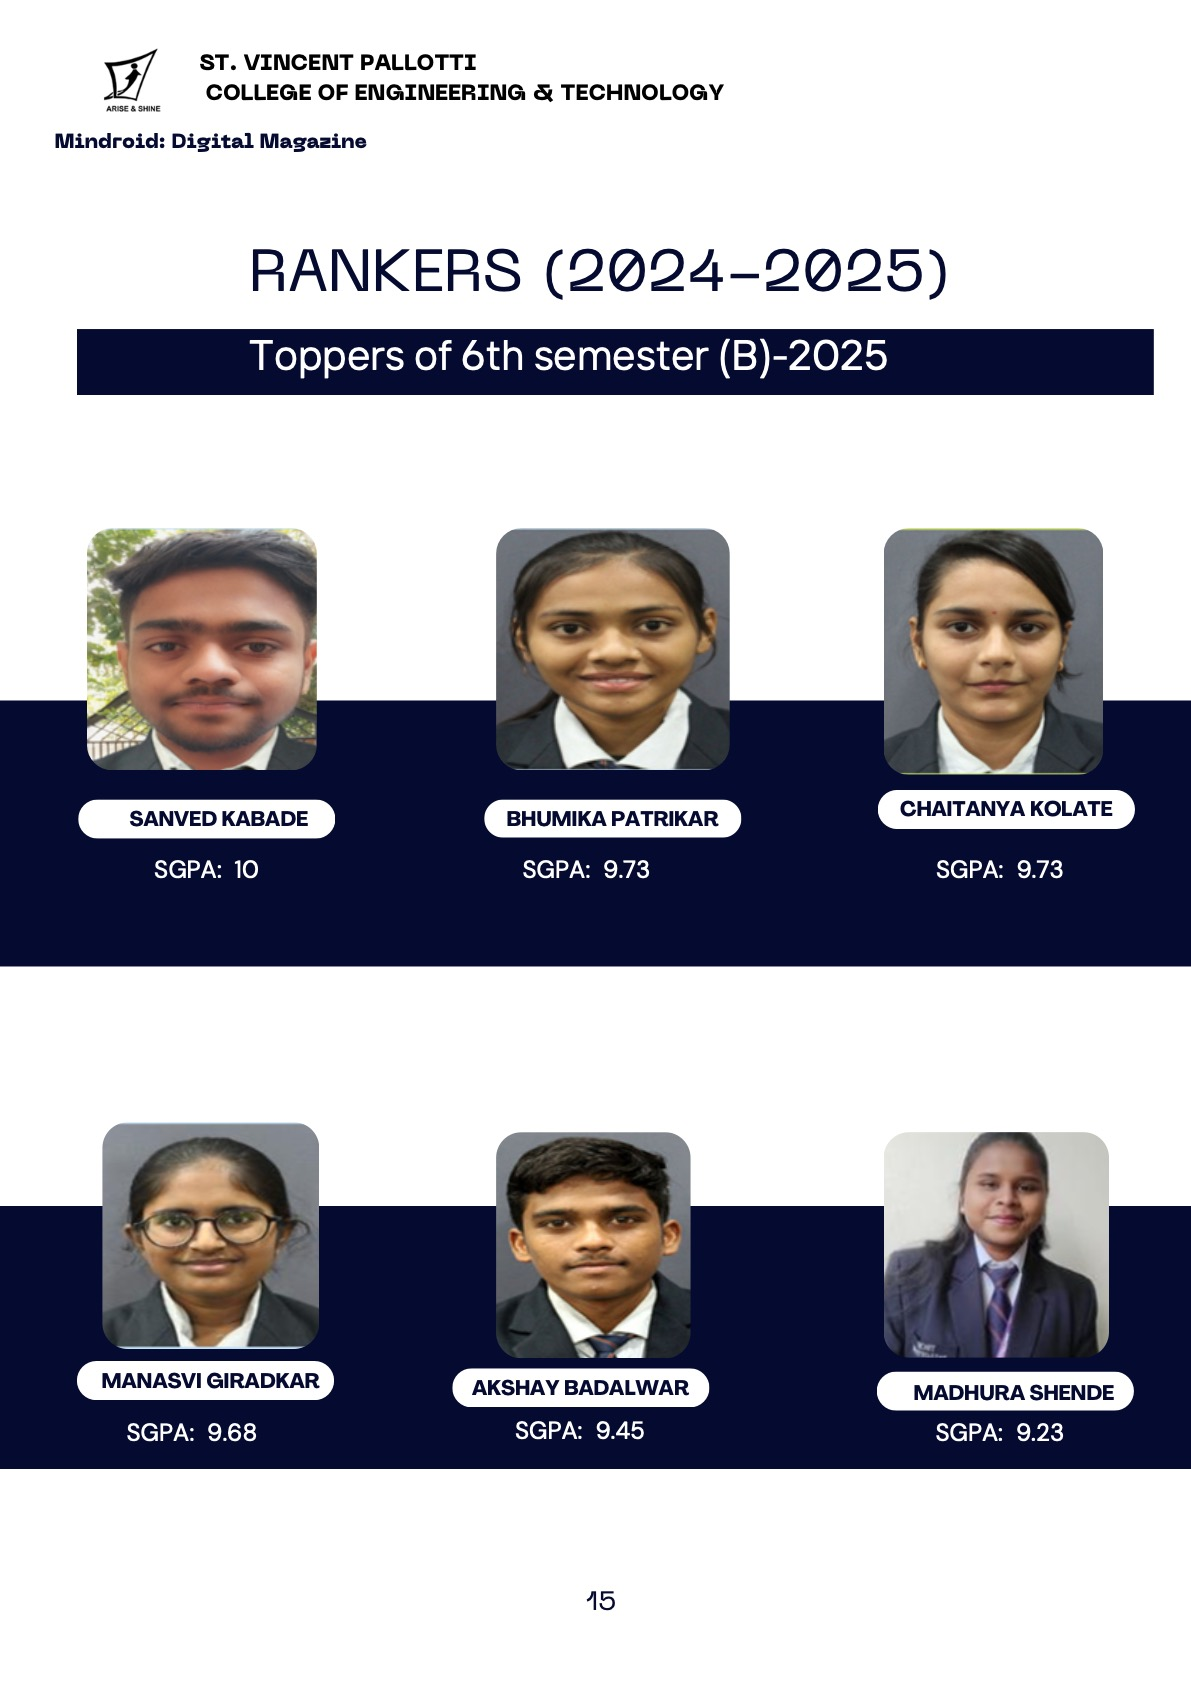 ARISE & SHINE
ST. VINCENT PALLOTTI
COLLEGE OF ENGINEERING & TECHNOLOGY
Mindroid: Digital Magazine
RANKERS (2024-2025)
Toppers of 6th semester (B)-2025
SANVED KABADE
SGPA: 10
BHUMIKA PATRIKAR
SGPA: 9.73
CHAITANYA KOLATE
SGPA: 9.73
MANASVI GIRADKAR
SGPA: 9.68
AKSHAY BADALWAR
SGPA: 9.45
MADHURA SHENDE
SGPA: 9.23
15